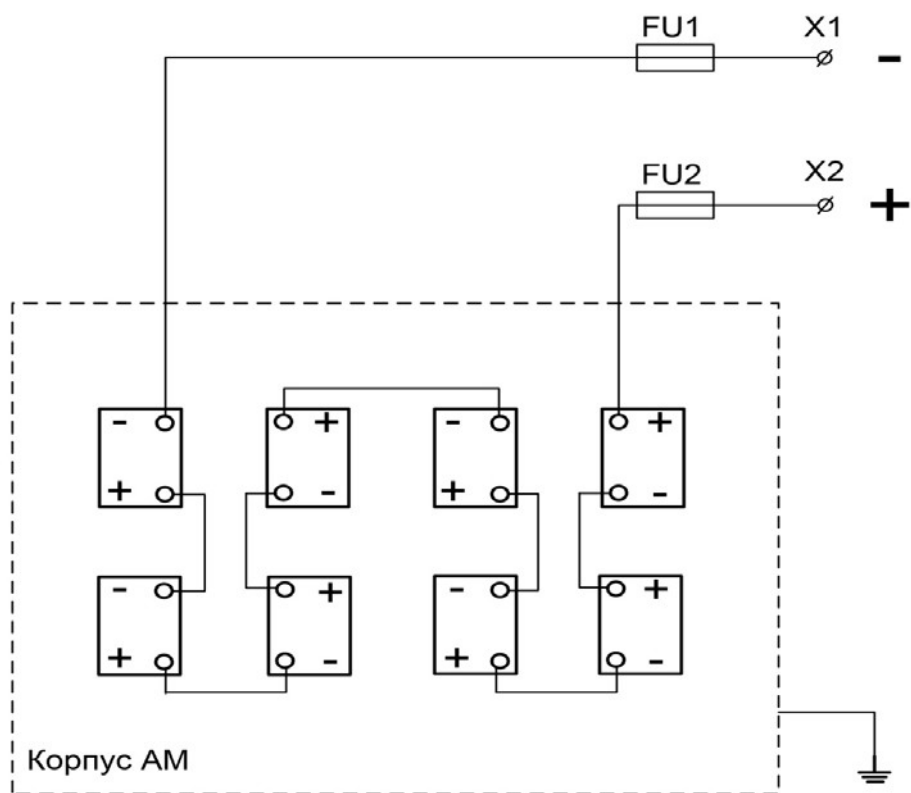 FU1 X1 -
FU2 X2 +
- + - +
+ - + -
- + - +
+ - + -
Корпус АМ